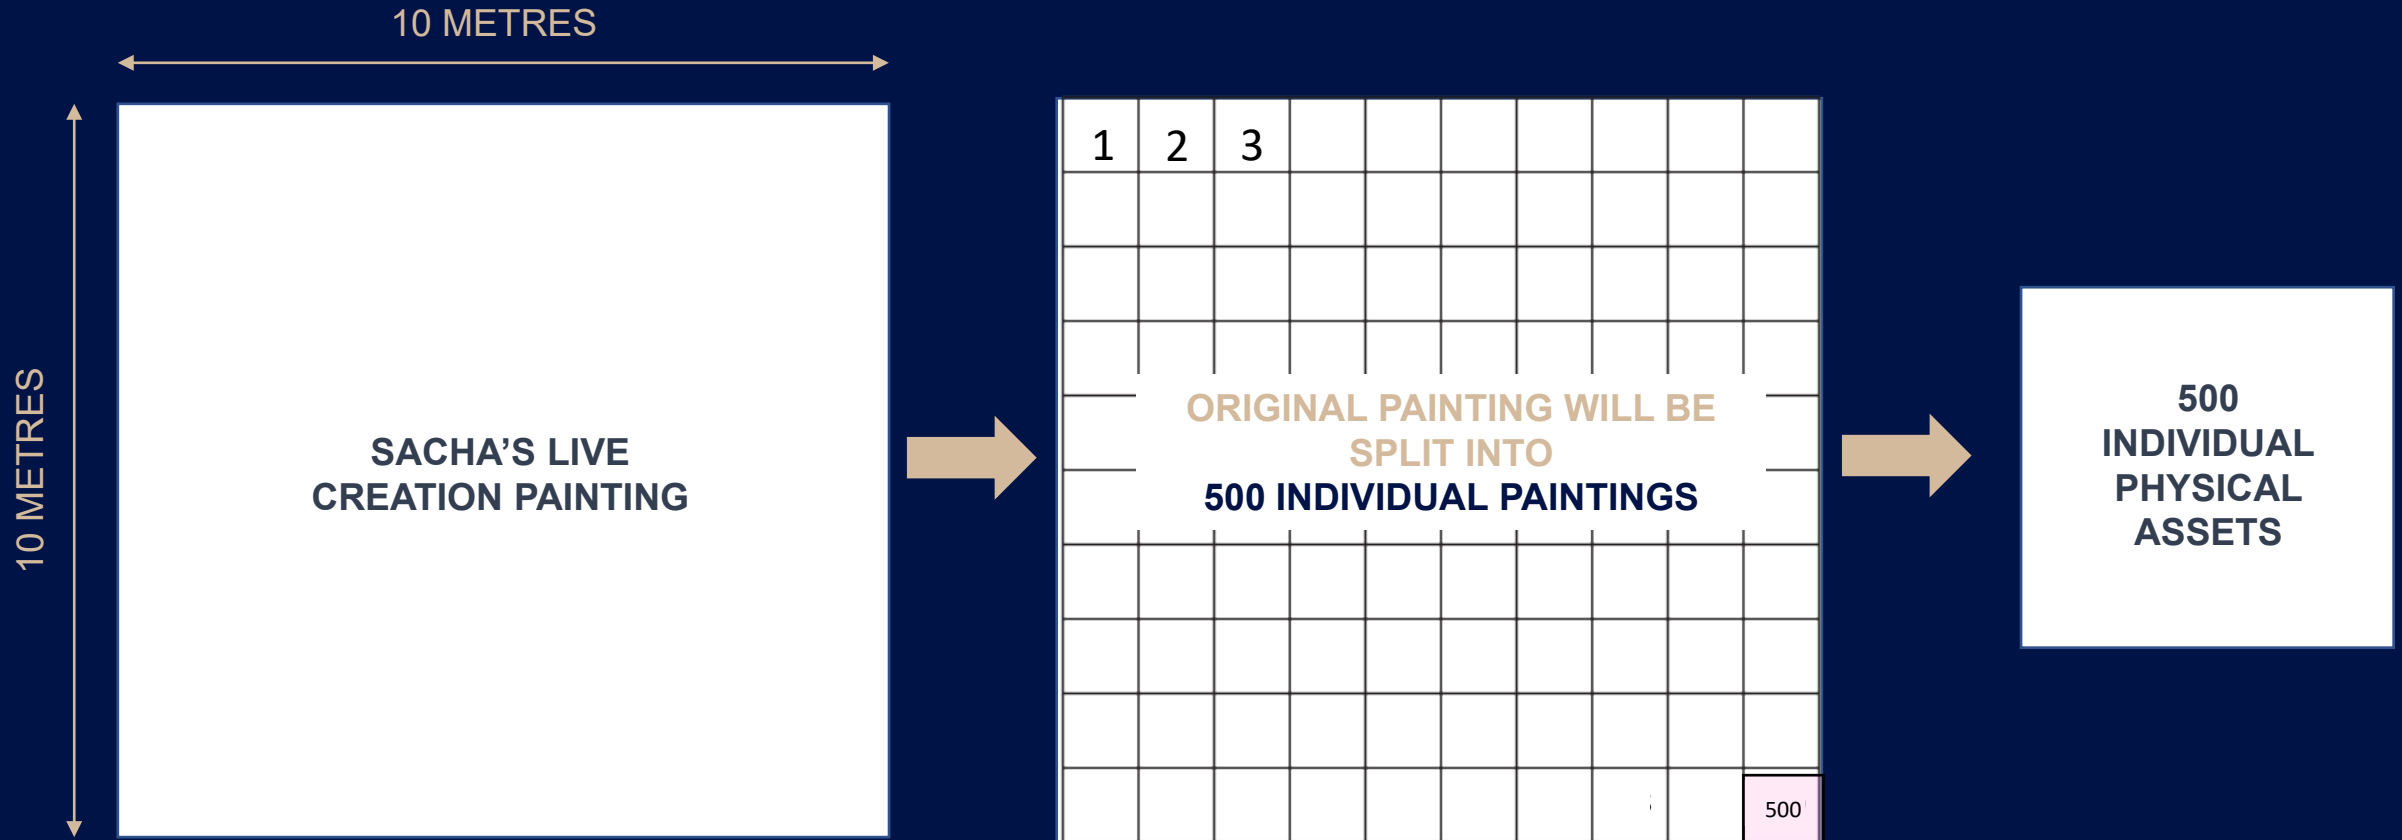 10 METRES
10 METRES
SACHA'S LIVE
CREATION PAINTING
1 2 3
ORIGINAL PAINTING WILL BE
SPLIT INTO
500 INDIVIDUAL PAINTINGS
500
500
INDIVIDUAL
PHYSICAL
ASSETS